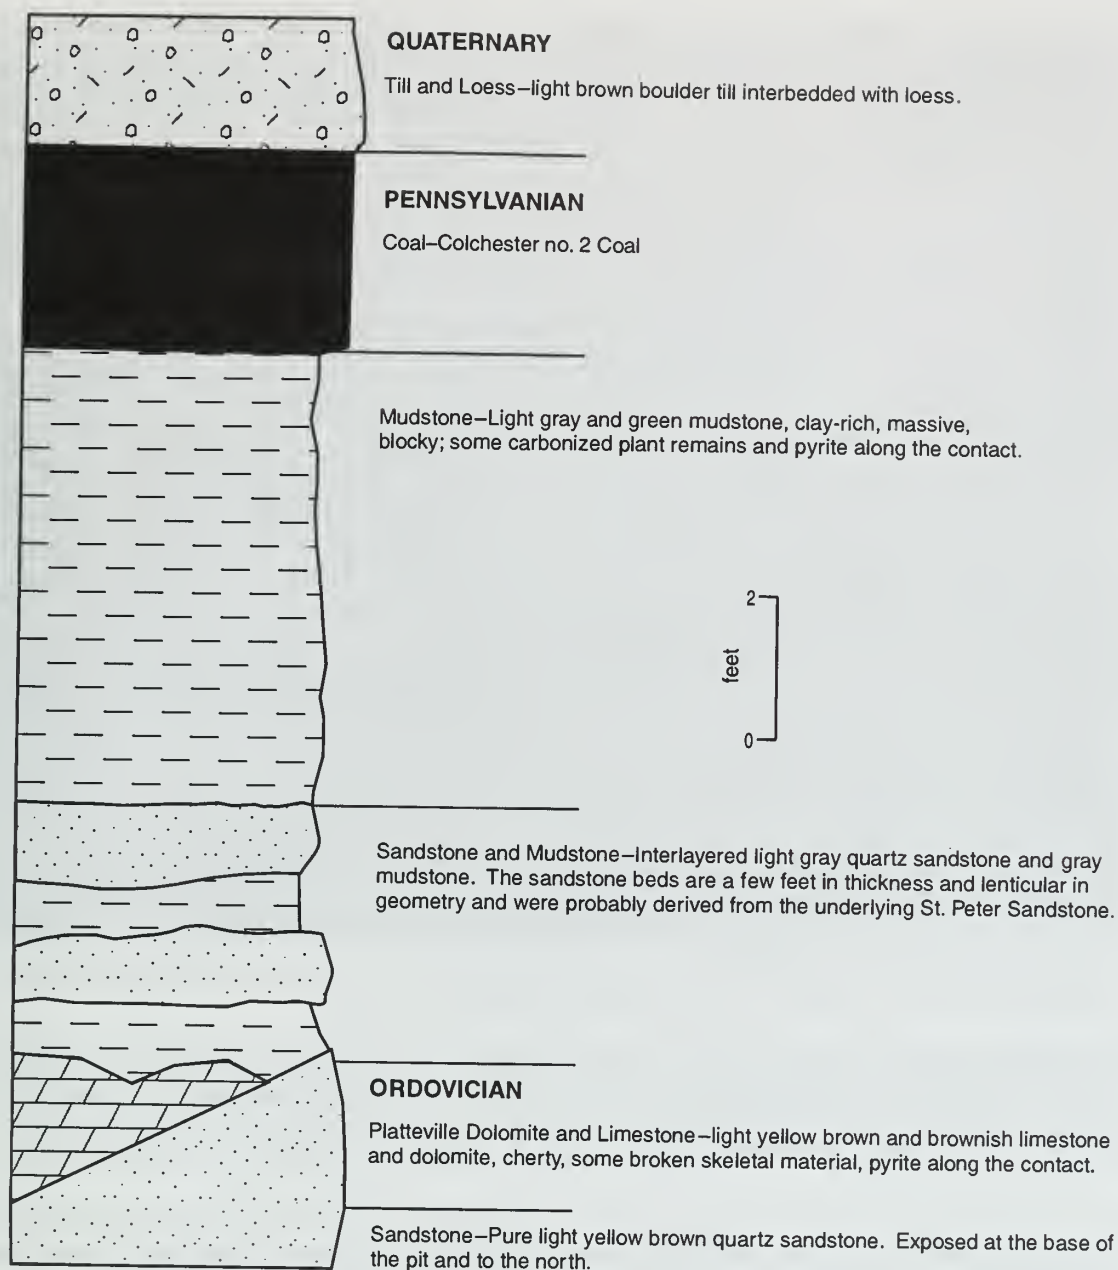 QUATERNARY
Till and Loess–light brown boulder till interbedded with loess.
PENNSYLVANIAN
Coal–Colchester no. 2 Coal
Mudstone–Light gray and green mudstone, clay-rich, massive,
blocky; some carbonized plant remains and pyrite along the contact.
2
feet
0
Sandstone and Mudstone–Interlayered light gray quartz sandstone and gray
mudstone. The sandstone beds are a few feet in thickness and lenticular in
geometry and were probably derived from the underlying St. Peter Sandstone.
ORDOVICIAN
Platteville Dolomite and Limestone–light yellow brown and brownish limestone
and dolomite, cherty, some broken skeletal material, pyrite along the contact.
Sandstone–Pure light yellow brown quartz sandstone. Exposed at the base of
the pit and to the north.